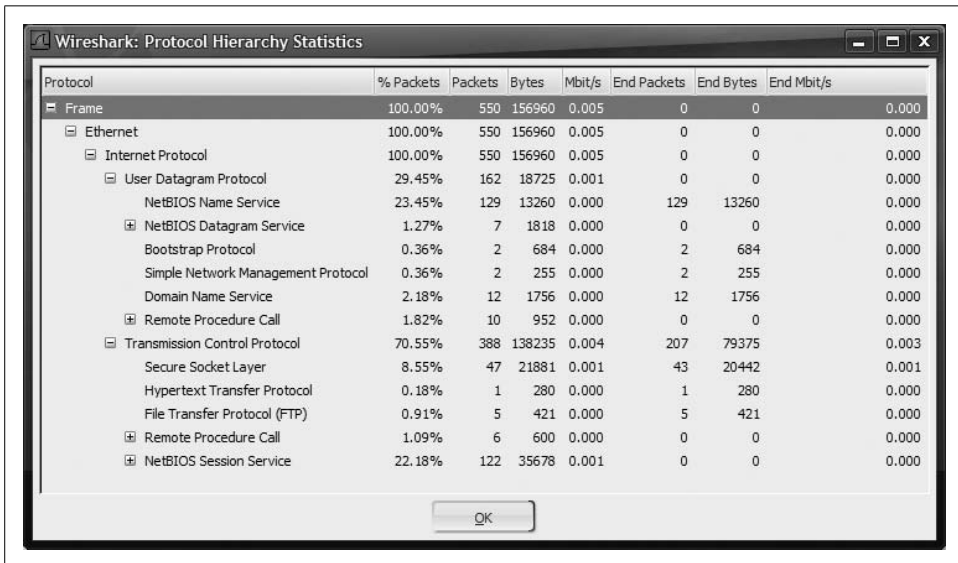 Wireshark: Protocol Hierarchy Statistics
Protocol % Packets Packets Bytes Mbit/s End Packets End Bytes End Mbit/s
Frame 100.00% 550 156960 0.005 0 0 0.000
Ethernet 100.00% 550 156960 0.005 0 0 0.000
Internet Protocol 100.00% 550 156960 0.005 0 0 0.000
User Datagram Protocol 29.45% 162 18725 0.001 0 0 0.000
NetBIOS Name Service 23.45% 129 13260 0.000 129 13260 0.000
NetBIOS Datagram Service 1.27% 7 1818 0.000 0 0 0.000
Bootstrap Protocol 0.36% 2 684 0.000 2 684 0.000
Simple Network Management Protocol 0.36% 2 255 0.000 2 255 0.000
Domain Name Service 2.18% 12 1756 0.000 12 1756 0.000
Remote Procedure Call 1.82% 10 952 0.000 0 0 0.000
Transmission Control Protocol 70.55% 388 138235 0.004 207 79375 0.003
Secure Socket Layer 8.55% 47 21881 0.001 43 20442 0.001
Hypertext Transfer Protocol 0.18% 1 280 0.000 1 280 0.000
File Transfer Protocol (FTP) 0.91% 5 421 0.000 5 421 0.000
Remote Procedure Call 1.09% 6 600 0.000 0 0 0.000
NetBIOS Session Service 22.18% 122 35678 0.001 0 0 0.000
OK